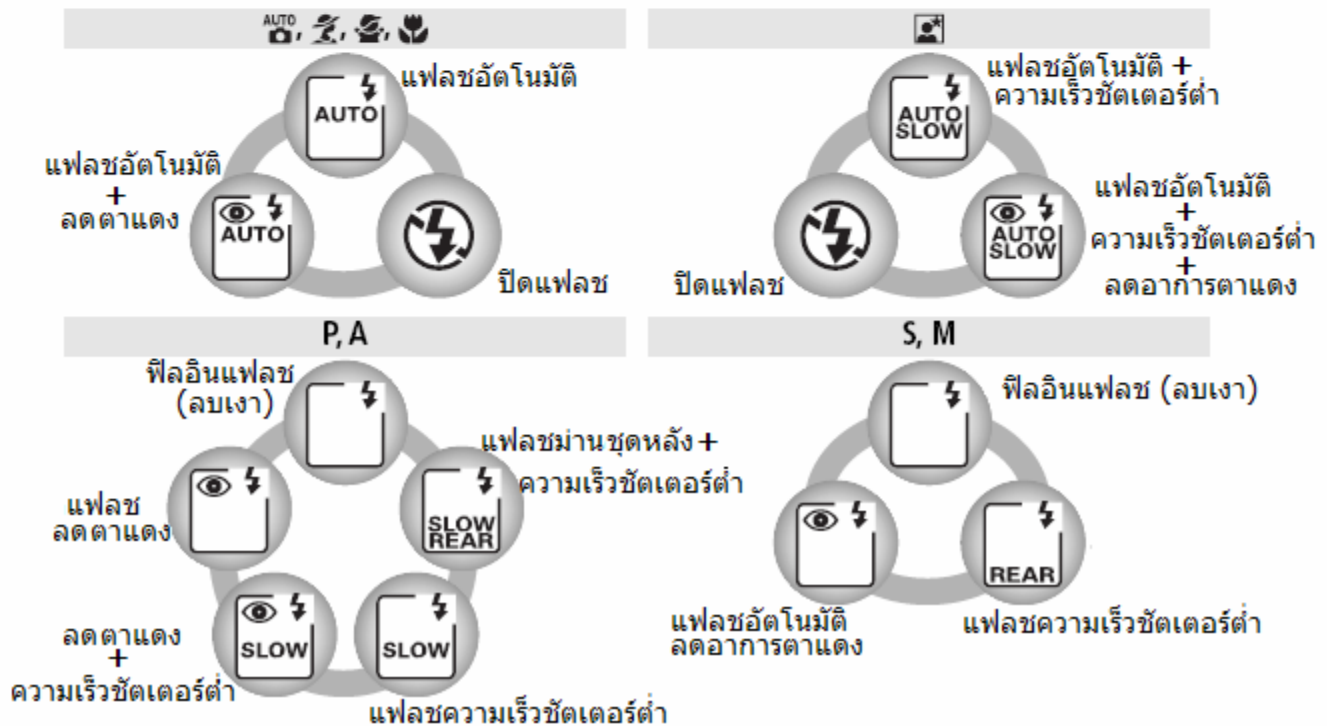 AUTO , , ,
แฟลชอัตโนมัติ
AUTO
แฟลชอัตโนมัติ
+
ลดตาแดง
AUTO
ปิดแฟลช
แฟลชอัตโนมัติ +
ความเร็วชัตเตอร์ต่ำ
AUTO
SLOW
แฟลชอัตโนมัติ
+
ความเร็วชัตเตอร์ต่ำ
+
ลดอาการตาแดง
AUTO
SLOW
ปิดแฟลช
P, A
ฟิลอินแฟลช
(ลบเงา)
แฟลชม่านชุดหลัง +
ความเร็วชัตเตอร์ต่ำ
SLOW
REAR
แฟลช
ลดตาแดง
ลดตาแดง
+
ความเร็วชัตเตอร์ต่ำ
SLOW
SLOW
แฟลชความเร็วชัตเตอร์ต่ำ
S, M
ฟิลอินแฟลช (ลบเงา)
REAR
แฟลชอัตโนมัติ
ลดอาการตาแดง
แฟลชความเร็วชัตเตอร์ต่ำ